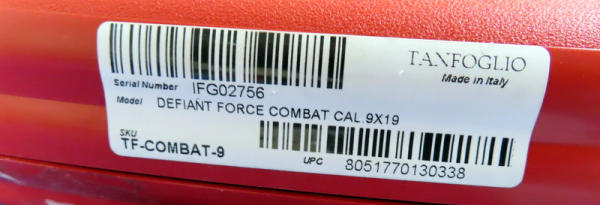 TANFOGLIO
Made in Italy
Serial Number IFG02756
Model DEFIANT FORCE COMBAT CAL.9X19
SKU
TF-COMBAT-9
UPC 8051770130338